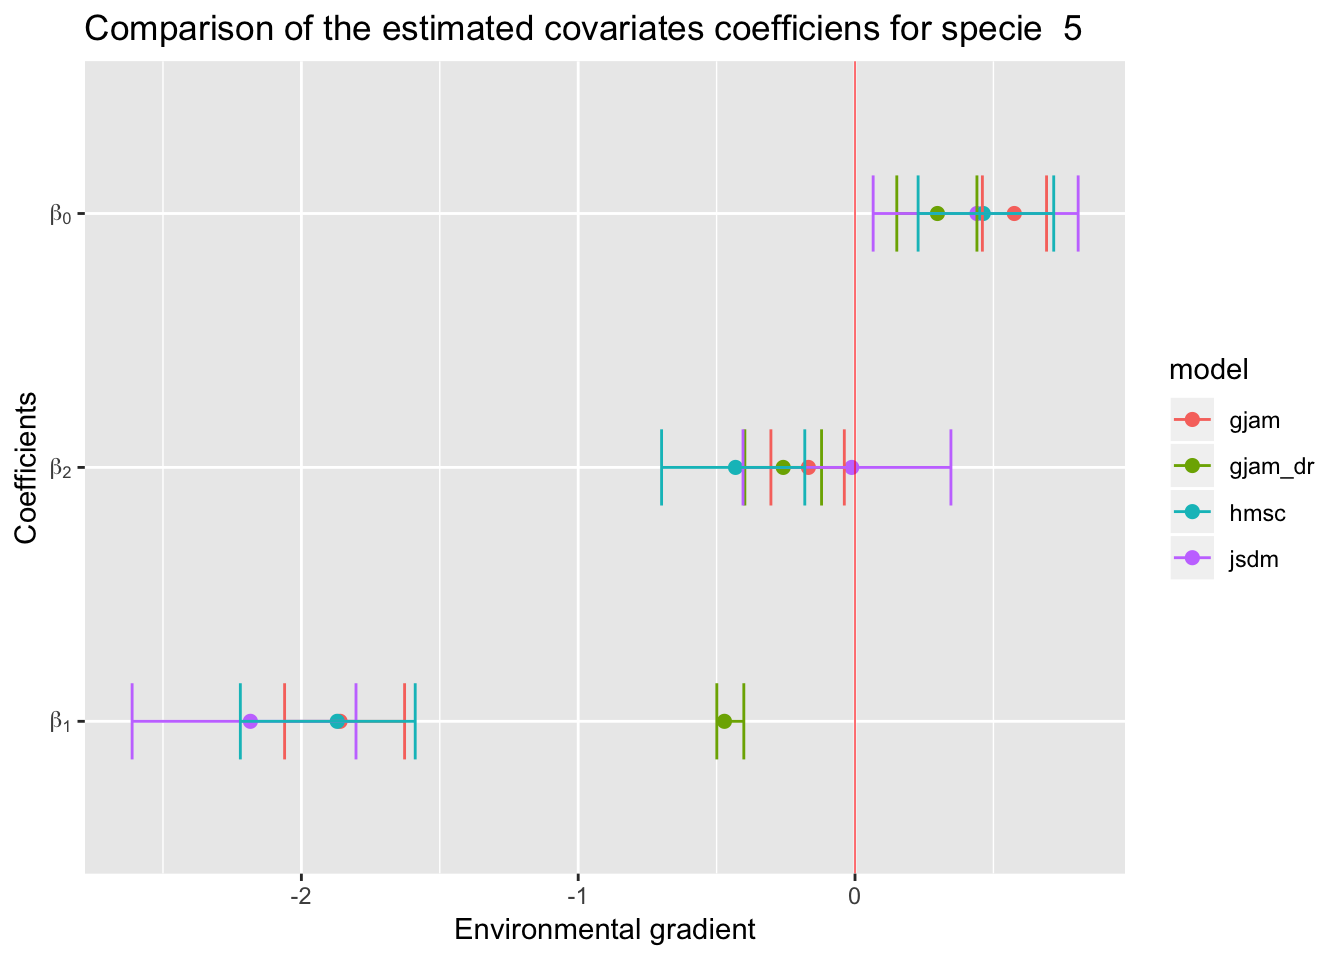 Comparison of the estimated covariates coefficiens for specie  5
β₀
β₂
β₁
Coefficients
-2
-1
0
Environmental gradient
model
gjam
gjam_dr
hmsc
jsdm